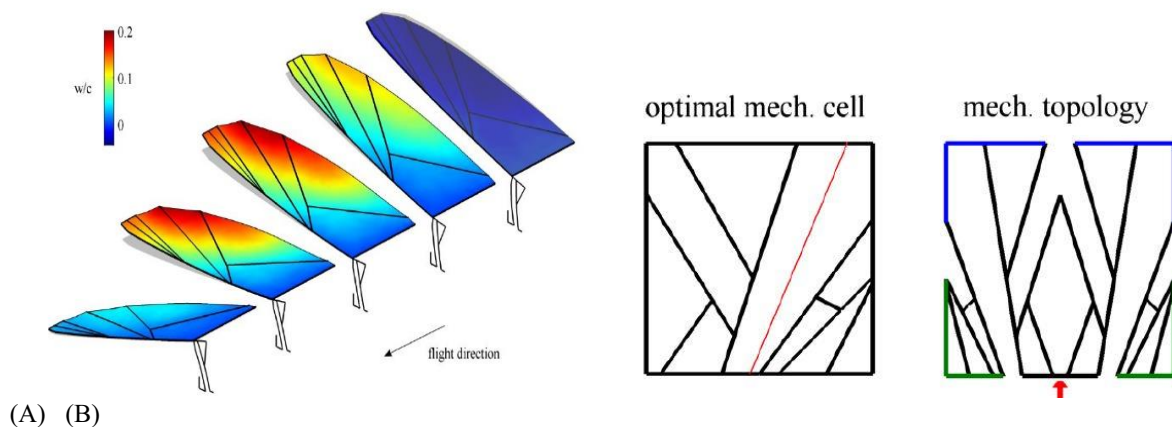 0.2
w/c
0.1
0
flight direction
optimal mech. cell
mech. topology
(A) (B)